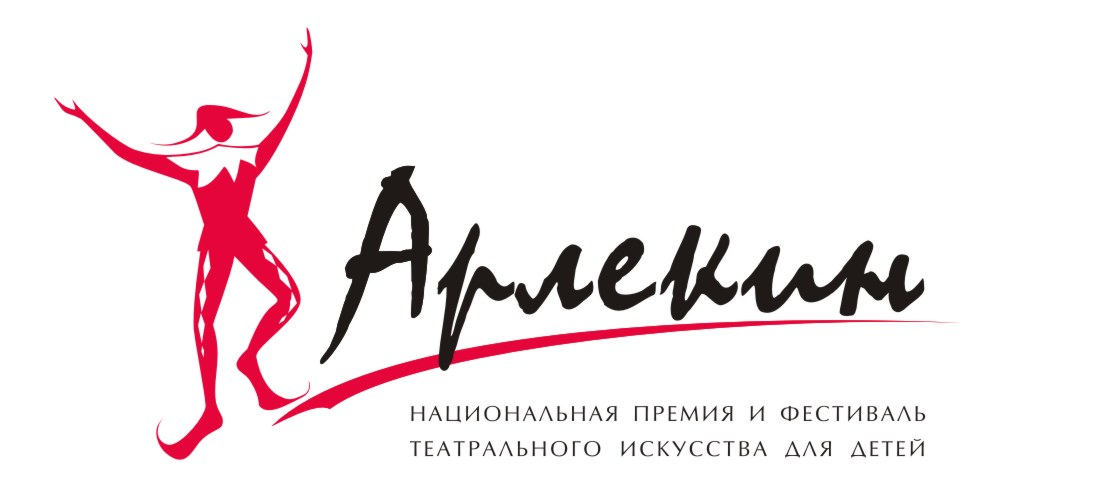 Арлекин
НАЦИОНАЛЬНАЯ ПРЕМИЯ И ФЕСТИВАЛЬ
ТЕАТРАЛЬНОГО ИСКУССТВА ДЛЯ ДЕТЕЙ